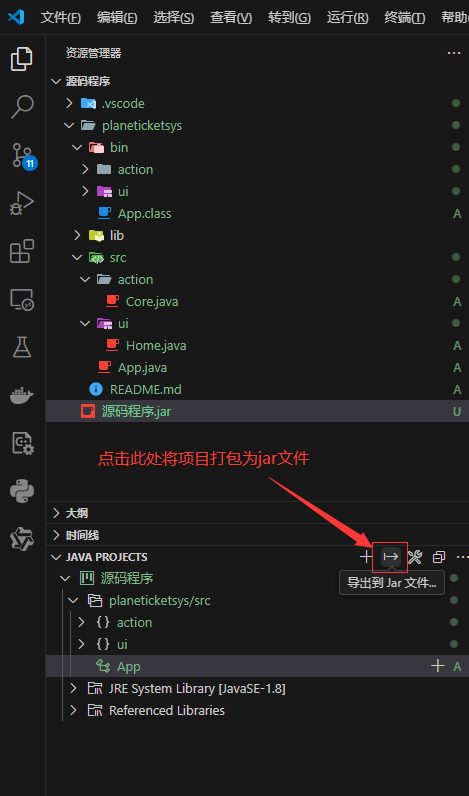 文件(F) 编辑(E) 选择(S) 查看(V) 转到(G) 运行(R) 终端(T) 帮助
资源管理器
源码程序
.vscode
planeticketsys
bin
action
ui
App.class A
lib
src
action
Core.java A
ui
Home.java A
App.java A
README.md A
源码程序.jar U
11
点击此处将项目打包为jar文件
大纲
时间线
JAVA PROJECTS
导出到 Jar 文件...
源码程序
planeticketsys/src
{ } action
{ } ui
App A
JRE System Library [JavaSE-1.8]
Referenced Libraries